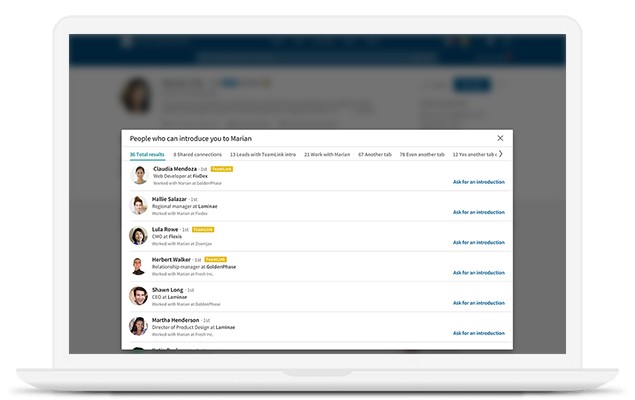 People who can introduce you to Marian
36 Total results
8 Shared connections
13 Leads with TeamLink intro
21 Work with Marian
67 Another tab
78 Even another tab
12 Yes another tab
Claudia Mendoza · 1st TeamLink
Web Developer at FixDex
Worked with Marian at GoldenPhase
Ask for an introduction
Hallie Salazar · 1st
Regional manager at Laminae
Worked with Marian at Fixdex
Ask for an introduction
Lula Rowe · 1st TeamLink
CMO at Flexis
Worked with Marian at Zoomjax
Ask for an introduction
Herbert Walker · 1st TeamLink
Relationship manager at GoldenPhase
Worked with Marian at Fresh Inc.
Ask for an introduction
Shawn Long · 1st
CEO at Laminae
Worked with Marian at GoldenPhase
Ask for an introduction
Martha Henderson · 1st
Director of Product Design at Laminae
Worked with Marian at Fresh Inc.
Ask for an introduction